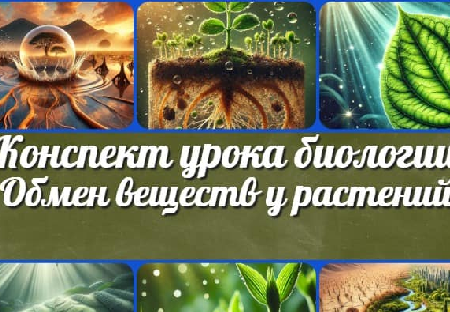 Конспект урока биологии
Обмен веществ у растений